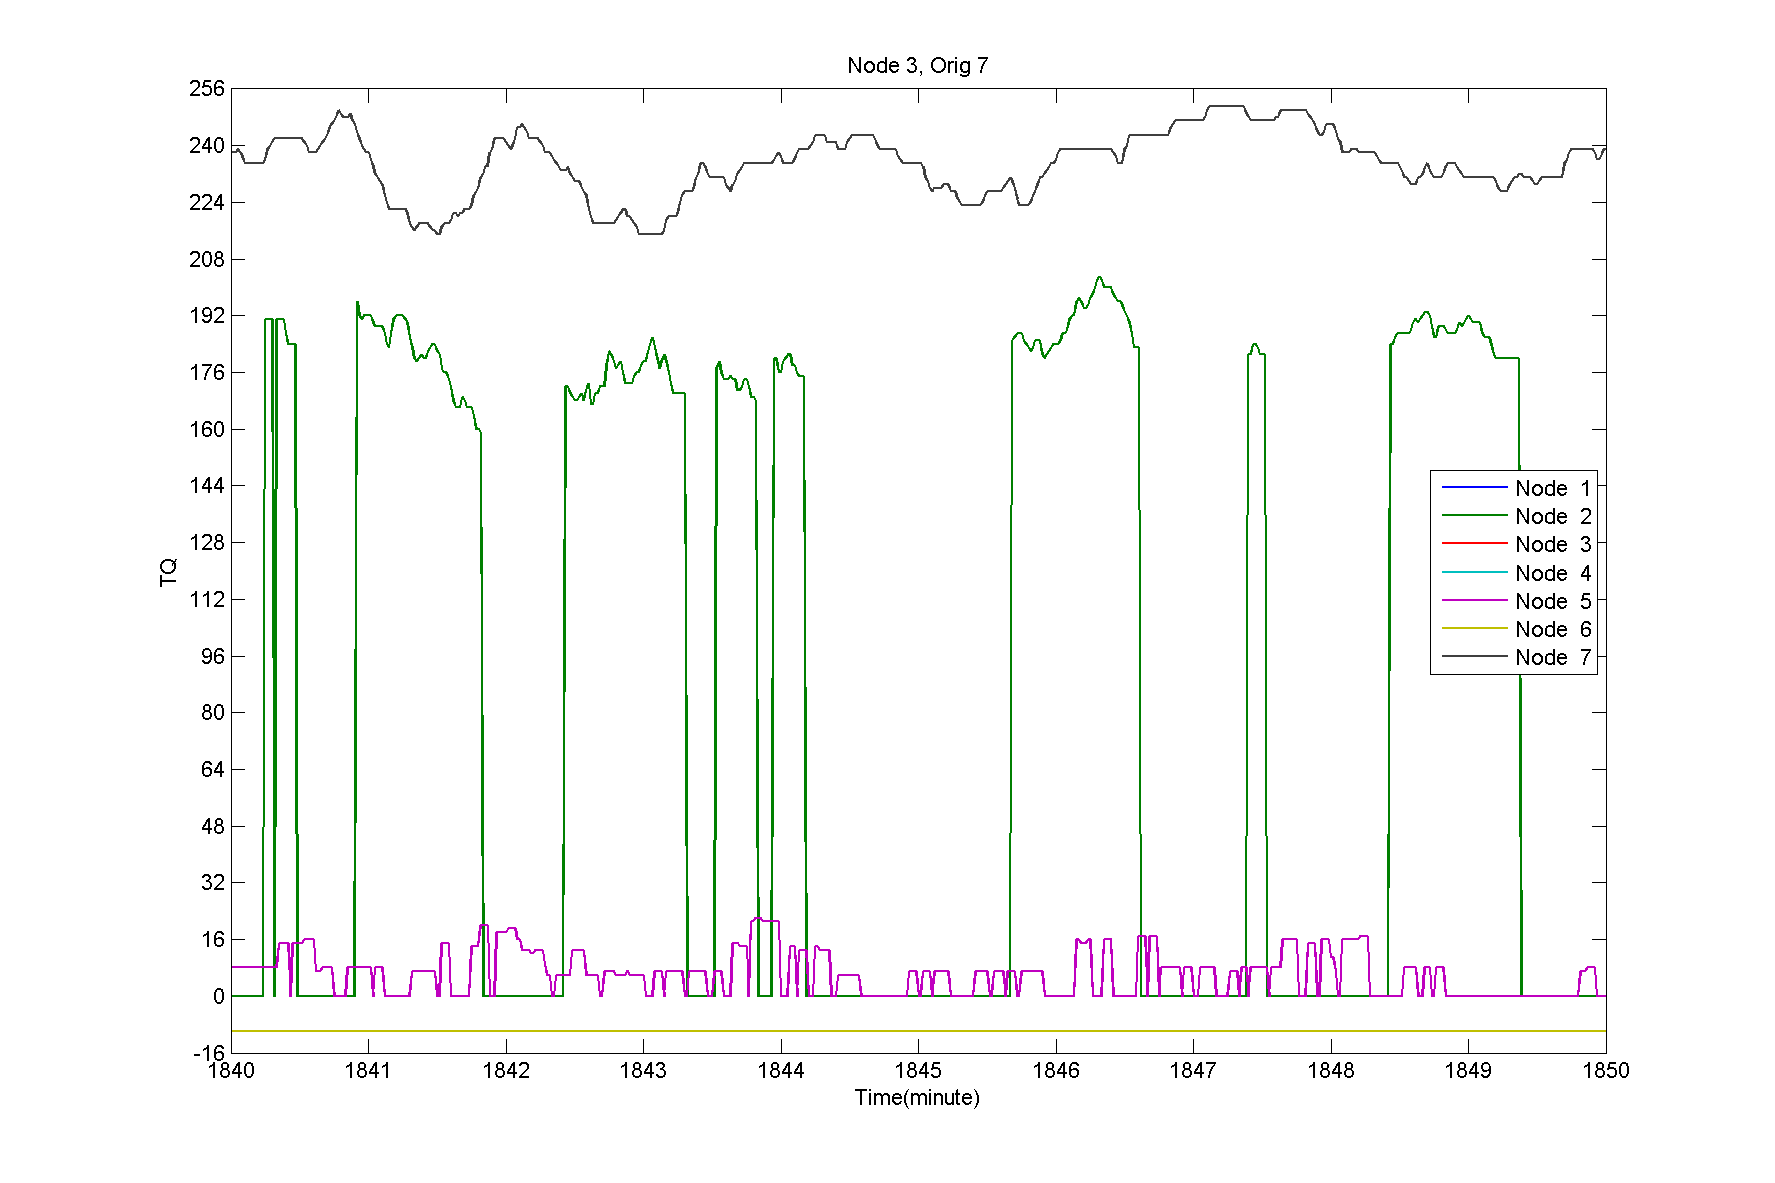 Node 3, Orig 7
256
240
224
208
192
176
160
144
128
112
96
80
64
48
32
16
0
-16
TQ
Node 1
Node 2
Node 3
Node 4
Node 5
Node 6
Node 7
1840 1841 1842 1843 1844 1845 1846 1847 1848 1849 1850
Time(minute)